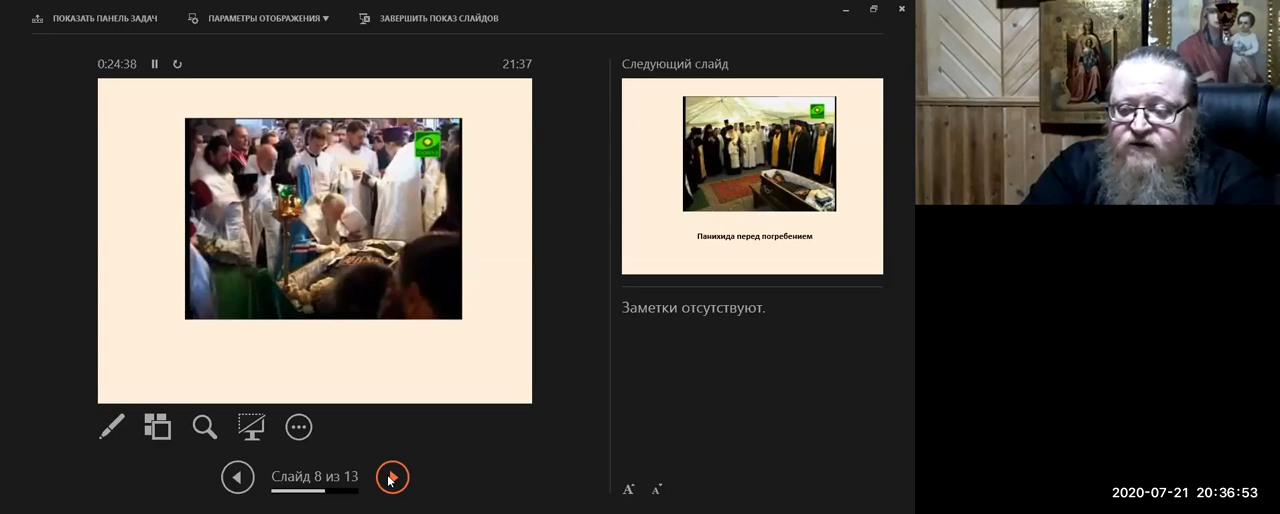 ПОКАЗАТЬ ПАНЕЛЬ ЗАДАЧ
ПАРАМЕТРЫ ОТОБРАЖЕНИЯ ▼
ЗАВЕРШИТЬ ПОКАЗ СЛАЙДОВ
0:24:38
21:37
Следующий слайд
Панихида перед погребением
Заметки отсутствуют.
Слайд 8 из 13
A A
2020-07-21 20:36:53